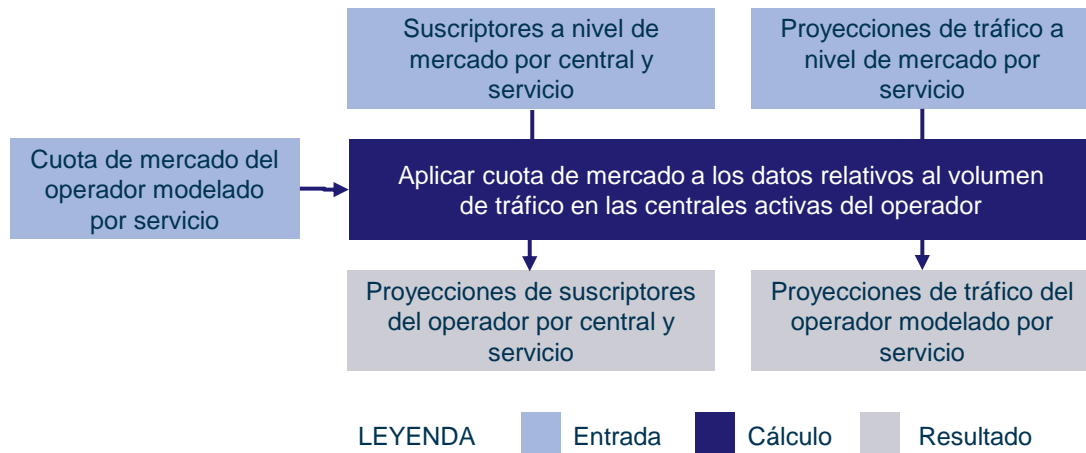 Suscriptores a nivel de
mercado por central y
servicio
Proyecciones de tráfico a
nivel de mercado por
servicio
Cuota de mercado del
operador modelado
por servicio
Aplicar cuota de mercado a los datos relativos al volumen
de tráfico en las centrales activas del operador
Proyecciones de suscriptores
del operador por central y
servicio
Proyecciones de tráfico del
operador modelado por
servicio
LEYENDA
Entrada
Cálculo
Resultado